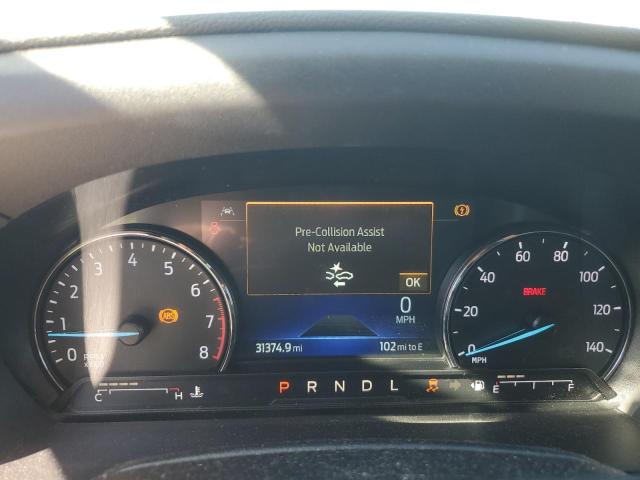 Pre-Collision Assist
Not Available
OK
0
MPH
31374.9 mi
102 mi to E
0
1
2
3
4
5
6
7
8
RPM
ABS
C
H
P R N D L
E
F
0
20
40
60
80
100
120
140
MPH
BRAKE